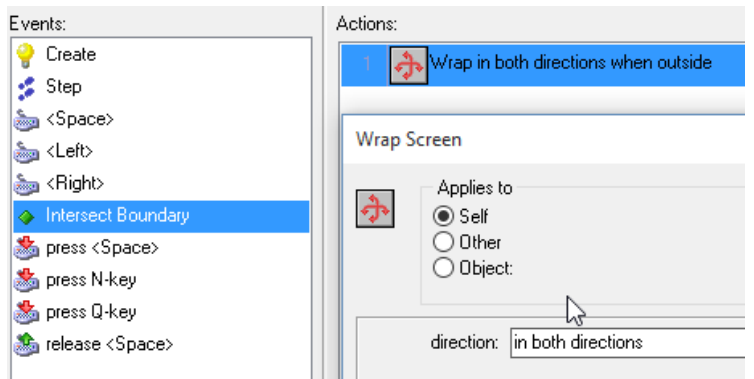 Events:
Create
Step
<Space>
<Left>
<Right>
Intersect Boundary
press <Space>
press N-key
press Q-key
release <Space>
Actions:
1 Wrap in both directions when outside
Wrap Screen
Applies to
Self
Other
Object:
direction: in both directions